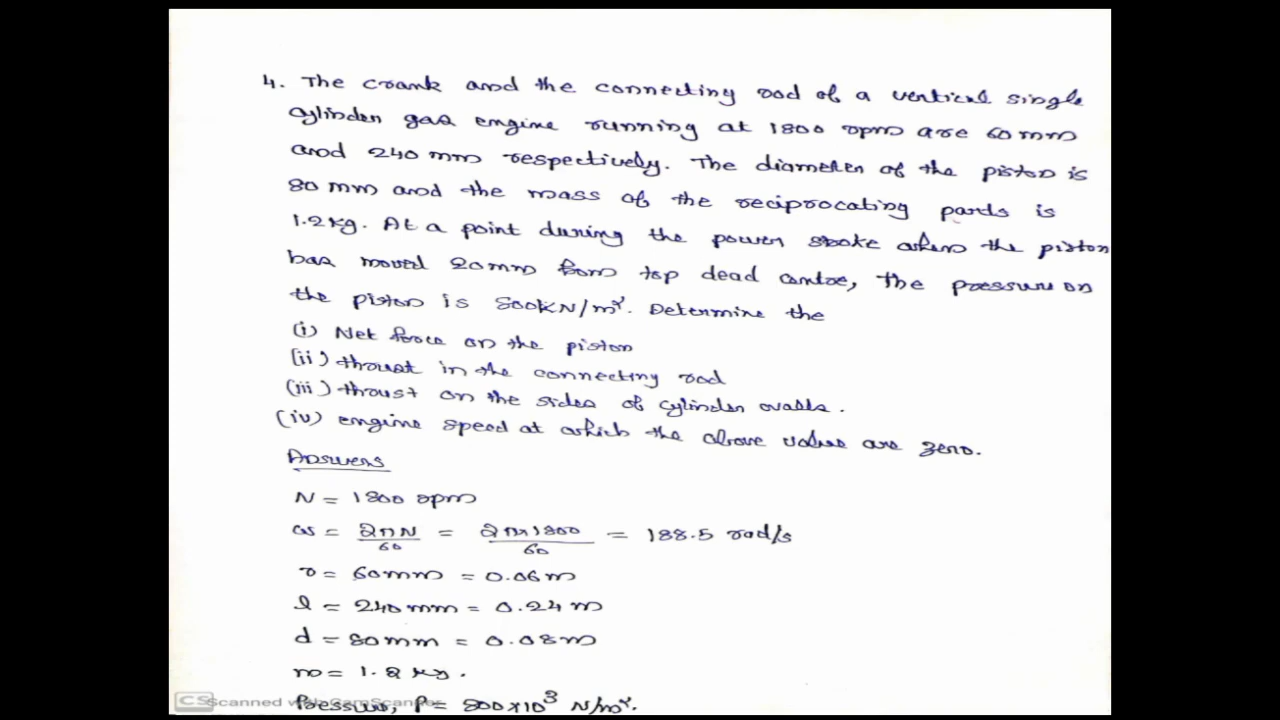 4. The crank and the connecting rod of a vertical single
cylinder gas engine running at 1800 rpm are 60 mm
and 240 mm respectively. The diameter of the piston is
80 mm and the mass of the reciprocating parts is
1.2 kg. At a point during the power stroke when the piston
has moved 20 mm from top dead centre, the pressure on
the piston is 800 KN/m². Determine the
(i) Net force on the piston
(ii) thrust in the connecting rod
(iii) thrust on the sides of cylinder walls.
(iv) engine speed at which the above values are zero.
Answers
N = 1800 rpm
ω = 2πN/60 = 2π×1800/60 = 188.5 rad/s
r = 60mm = 0.06m
l = 240 mm = 0.24 m
d = 80 mm = 0.08 m
m = 1.2 kg.
Pressure, P = 800×10³ N/m².
CS Scanned with CamScanner